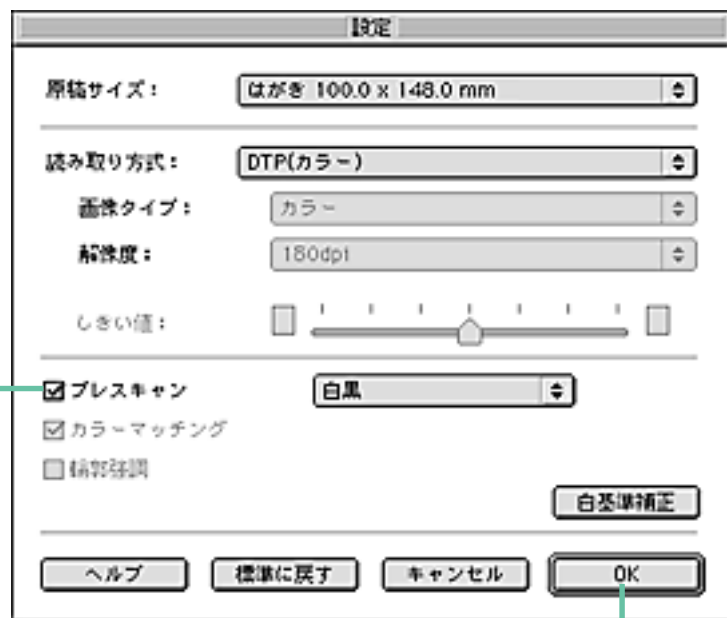 設定
原稿サイズ： はがき 100.0 x 148.0 mm
読み取り方式： DTP(カラー)
画像タイプ： カラー
解像度： 180dpi
しきい値：
プレスキャン 白黒
カラーマッチング
輪郭強調
白基準補正
ヘルプ 標準に戻す キャンセル OK